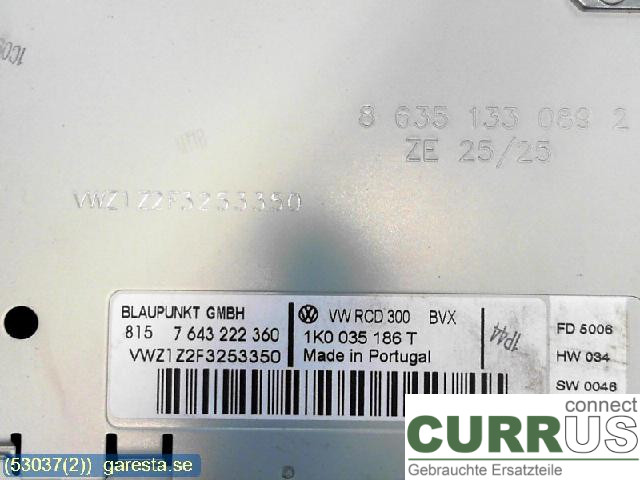 8 635 133 089 2
ZE 25/25
VWZ1Z2F3253350
BLAUPUNKT GMBH
815 7 643 222 360
VWZ1Z2F3253350
VW RCD 300 BVX
1K0 035 186 T
Made in Portugal
1P44
FD 5006
HW 034
SW 0046
connect
CURRUS
Gebrauchte Ersatzteile
(53037(2)) garesta.se